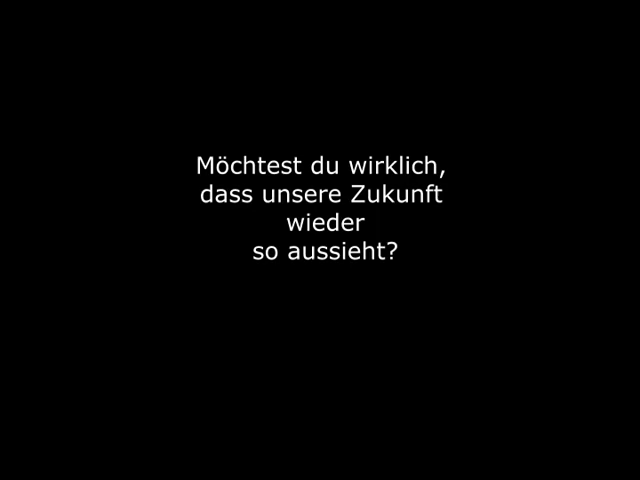 Möchtest du wirklich,
dass unsere Zukunft
wieder
so aussieht?